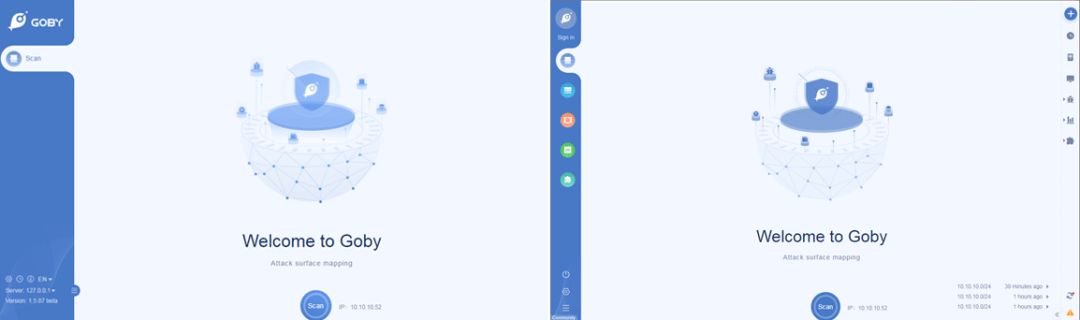 GOBY
Scan
Welcome to Goby
Attack surface mapping
Scan
IP: 10.10.10.52
EN
Server: 127.0.0.1
Version: 1.5.87 beta
Sign in
Welcome to Goby
Attack surface mapping
Scan
IP: 10.10.10.52
10.10.10.0/24 39 minutes ago
10.10.10.0/24 1 hours ago
10.10.10.0/24 1 hours ago
Community